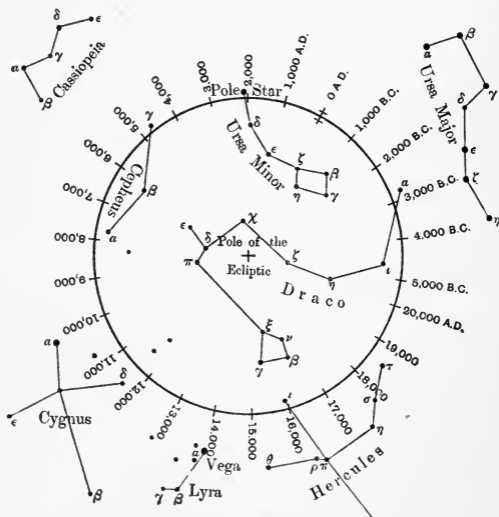 δ ε
γ
α
β
Cassiopeia
α β
γ
δ
ε
ζ
η
Ursa Major
Pole Star
δ
ε ζ
β
η γ
Ursa Minor
γ
β
α
Cepheus
ε δ χ
π
ζ
η ι
α
ξ ν
γ β
Draco
Pole of the
Ecliptic
2,000
1,000 A.D.
0 A.D.
1,000 B.C.
2,000 B.C.
3,000 B.C.
4,000 B.C.
5,000 B.C.
20,000 A.D.
19,000
18,000
17,000
16,000
15,000
14,000
13,000
12,000
11,000
10,000
9,000
8,000
7,000
6,000
5,000
4,000
3,000
α
δ
ε
β
Cygnus
α
Vega
γ β Lyra
ι
θ ρ π
τ
σ
η
Hercules